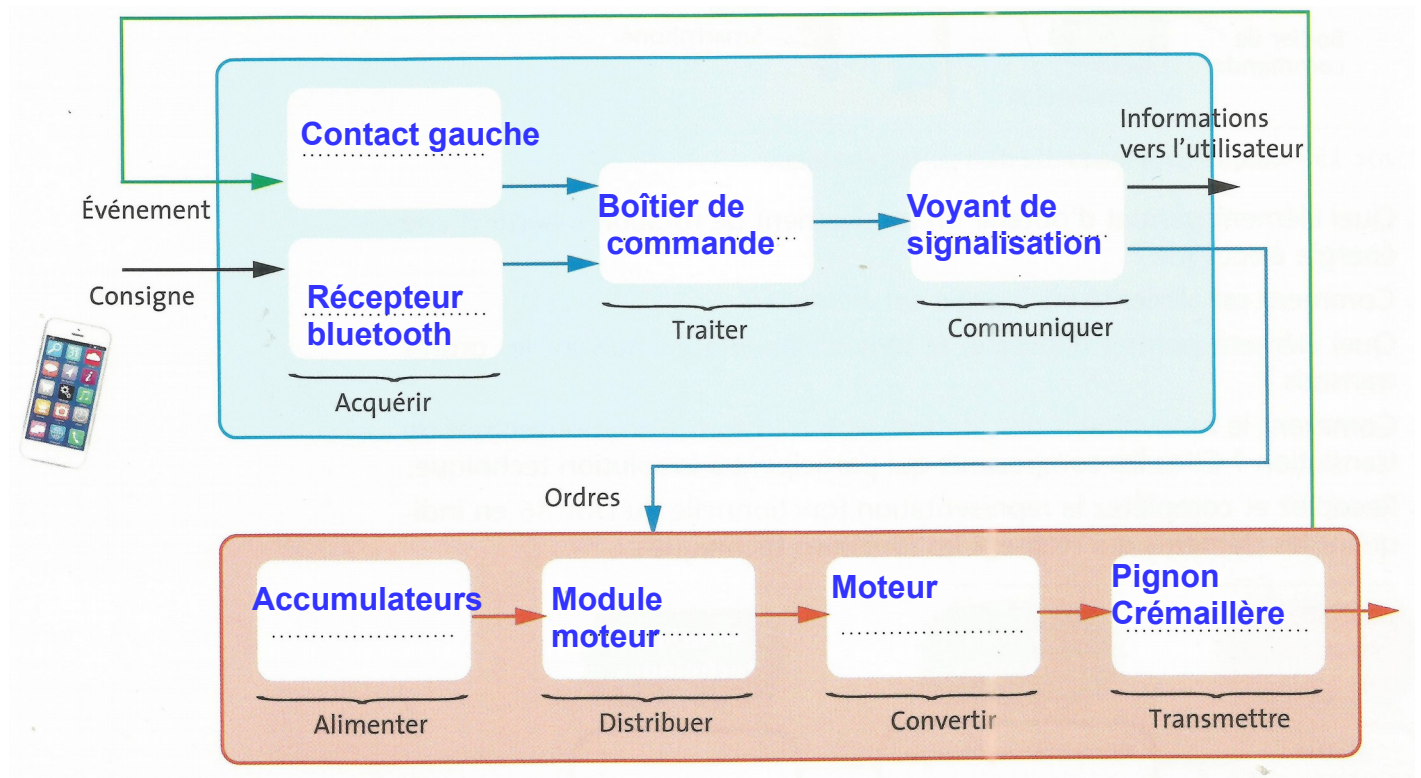 Contact gauche
Informations
vers l'utilisateur
Événement
Boîtier de
commande
Voyant de
signalisation
Consigne
Récepteur
bluetooth
Traiter
Communiquer
Acquérir
Ordres
Accumulateurs
Module
moteur
Moteur
Pignon
Crémaillère
Alimenter
Distribuer
Convertir
Transmettre